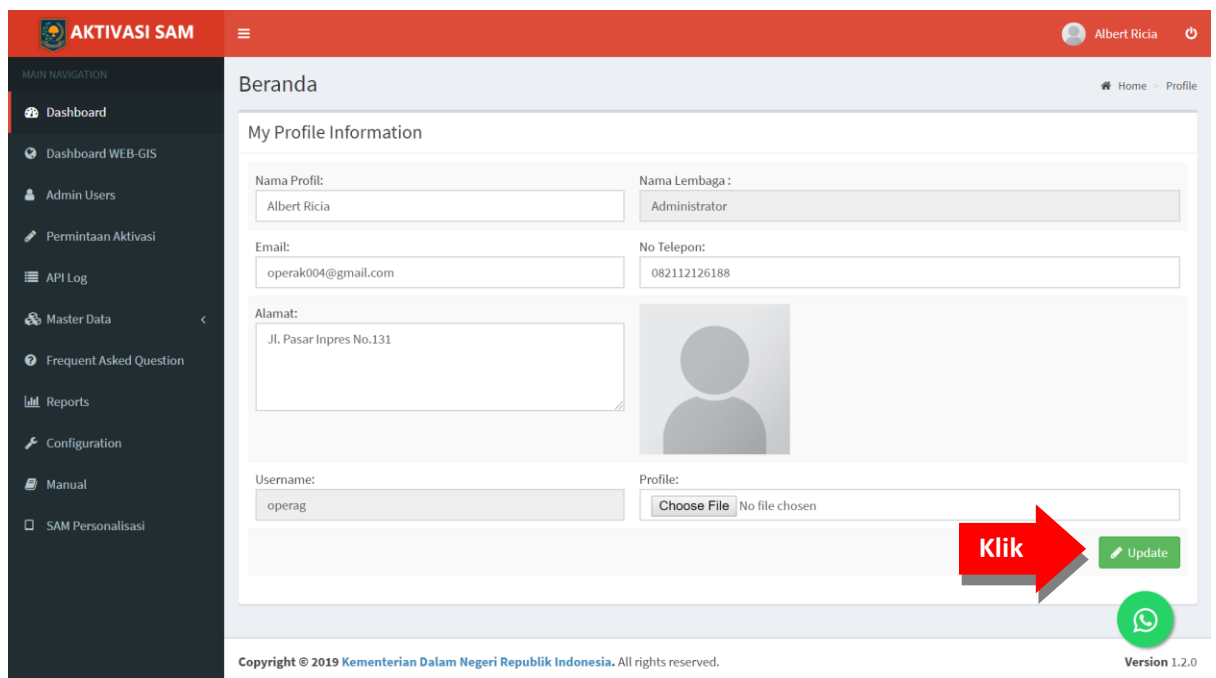 AKTIVASI SAM
Albert Ricia
MAIN NAVIGATION
Dashboard
Dashboard WEB-GIS
Admin Users
Permintaan Aktivasi
API Log
Master Data
Frequent Asked Question
Reports
Configuration
Manual
SAM Personalisasi
Beranda
Home > Profile
My Profile Information
Nama Profil:
Albert Ricia
Nama Lembaga :
Administrator
Email:
operak004@gmail.com
No Telepon:
082112126188
Alamat:
Jl. Pasar Inpres No.131
Username:
operag
Profile:
Choose File No file chosen
Klik
Update
Copyright © 2019 Kementerian Dalam Negeri Republik Indonesia. All rights reserved.
Version 1.2.0